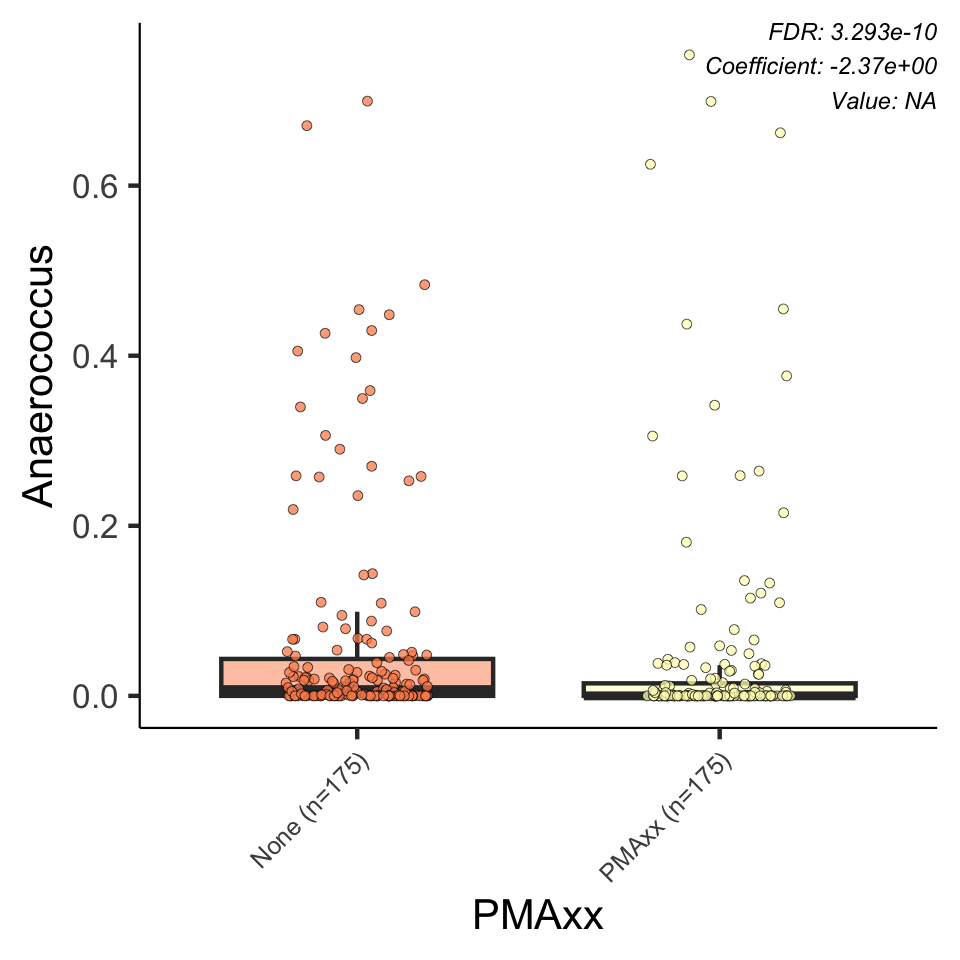 FDR: 3.293e-10
Coefficient: -2.37e+00
Value: NA
Anaerococcus
0.6
0.4
0.2
0.0
None (n=175)
PMAxx (n=175)
PMAxx